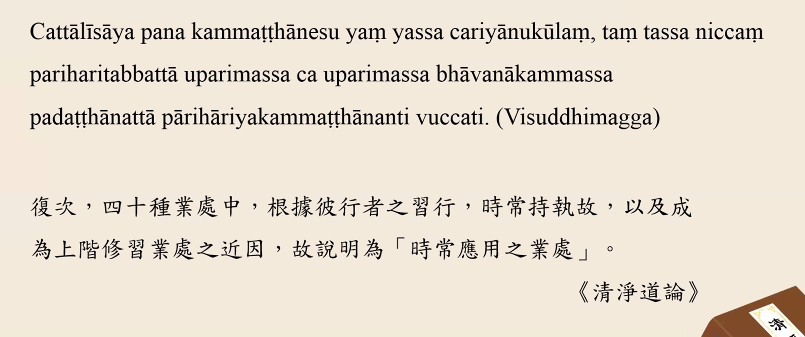 Cattālīsāya pana kammaṭṭhānesu yaṃ yassa cariyānukūlaṃ, taṃ tassa niccaṃ
pariharitabbattā uparimassa ca uparimassa bhāvanākammassa
padaṭṭhānattā pārihāriyakammaṭṭhānanti vuccati. (Visuddhimagga)
復次，四十種業處中，根據彼行者之習行，時常持執故，以及成
為上階修習業處之近因，故說明為「時常應用之業處」。
《清淨道論》
清